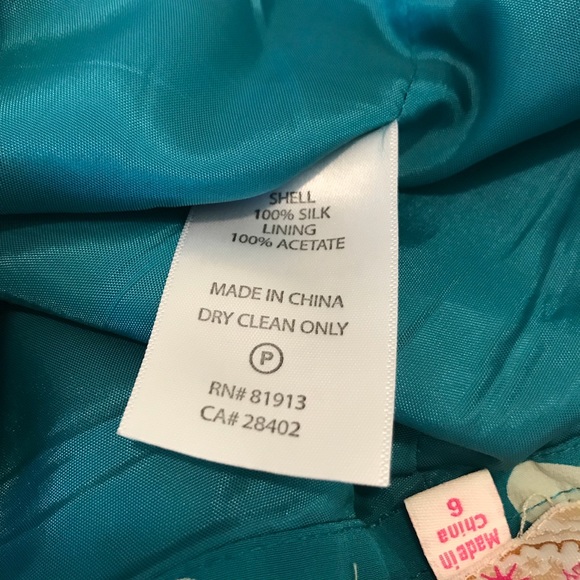 SHELL
100% SILK
LINING
100% ACETATE
MADE IN CHINA
DRY CLEAN ONLY
P
RN# 81913
CA# 28402
6
Made in
China